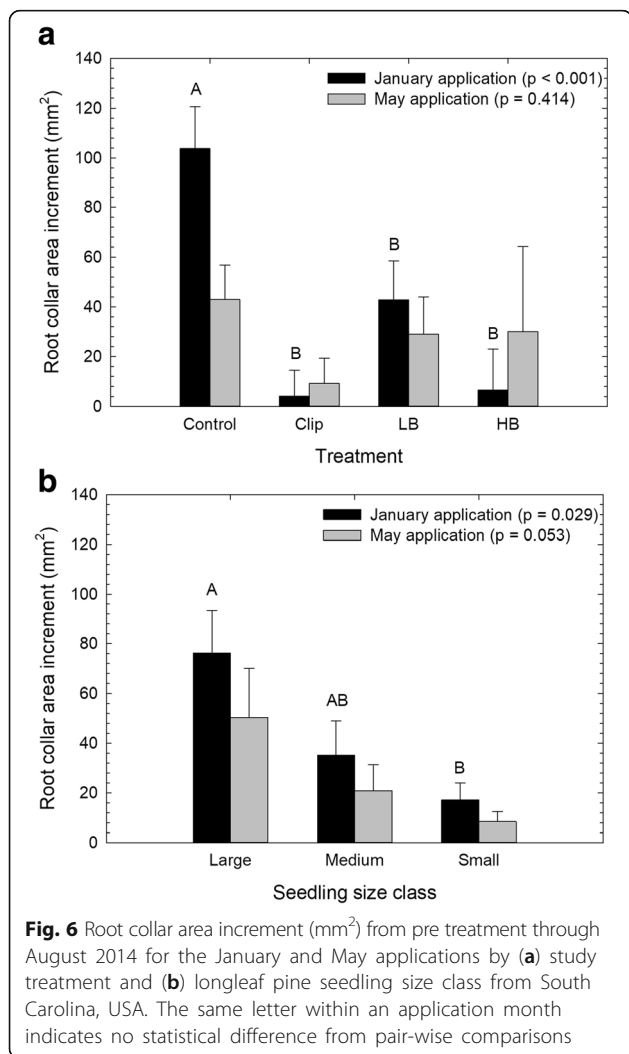 a
140
120
100
80
60
40
20
0
Root collar area increment (mm²)
January application (p < 0.001)
May application (p = 0.414)
A
B
B
B
Control Clip LB HB
Treatment
b
140
120
100
80
60
40
20
0
Root collar area increment (mm²)
January application (p = 0.029)
May application (p = 0.053)
A
AB
B
Large Medium Small
Seedling size class
Fig. 6 Root collar area increment (mm²) from pre treatment through
August 2014 for the January and May applications by (a) study
treatment and (b) longleaf pine seedling size class from South
Carolina, USA. The same letter within an application month
indicates no statistical difference from pair-wise comparisons